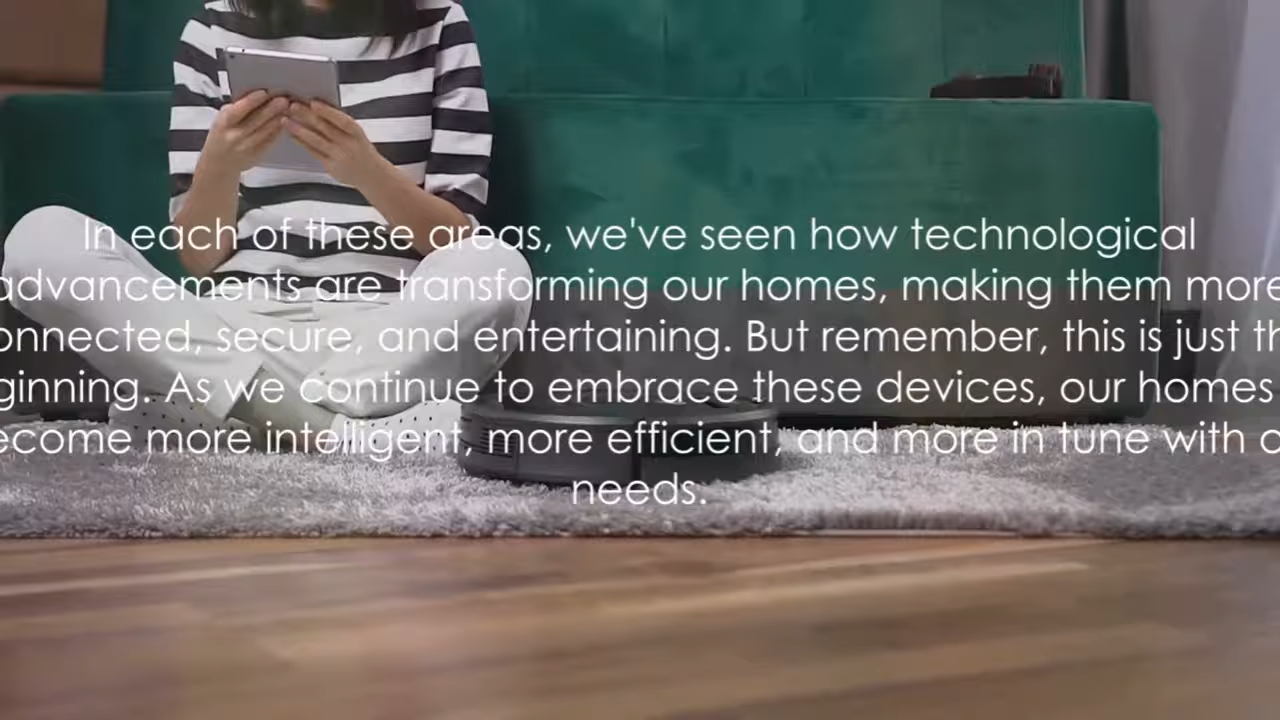 In each of these areas, we've seen how technological
advancements are transforming our homes, making them more
onnected, secure, and entertaining. But remember, this is just th
ginning. As we continue to embrace these devices, our homes
ecome more intelligent, more efficient, and more in tune with o
needs.